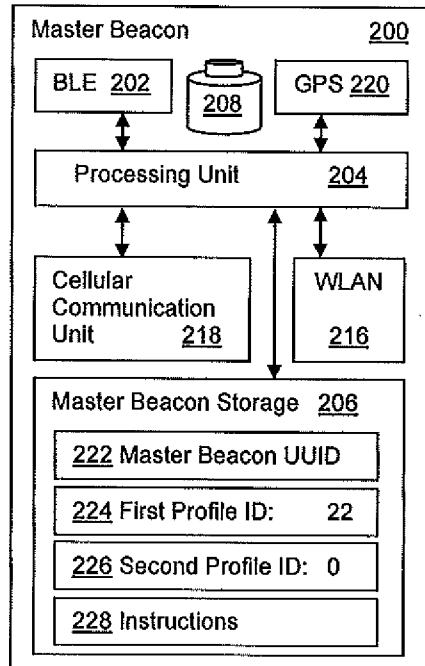 Master Beacon 200
BLE 202
208
GPS 220
Processing Unit 204
Cellular
Communication
Unit 218
WLAN
216
Master Beacon Storage 206
222 Master Beacon UUID
224 First Profile ID: 22
226 Second Profile ID: 0
228 Instructions